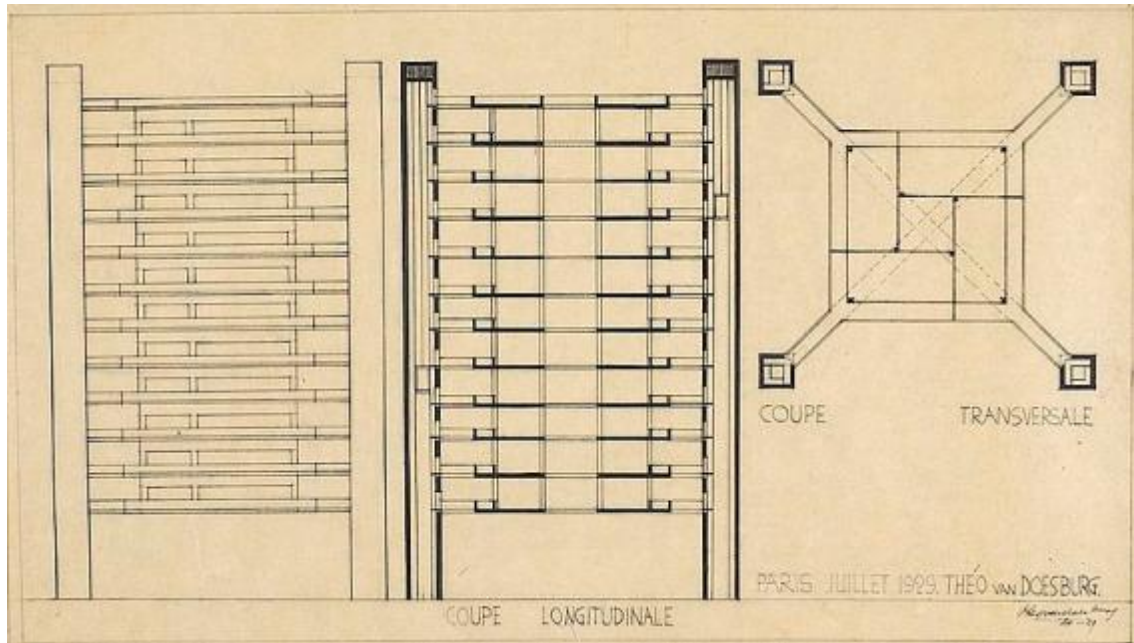 COUPE TRANSVERSALE
PARIS JUILLET 1929. THÉO VAN DOESBURG.
COUPE LONGITUDINALE